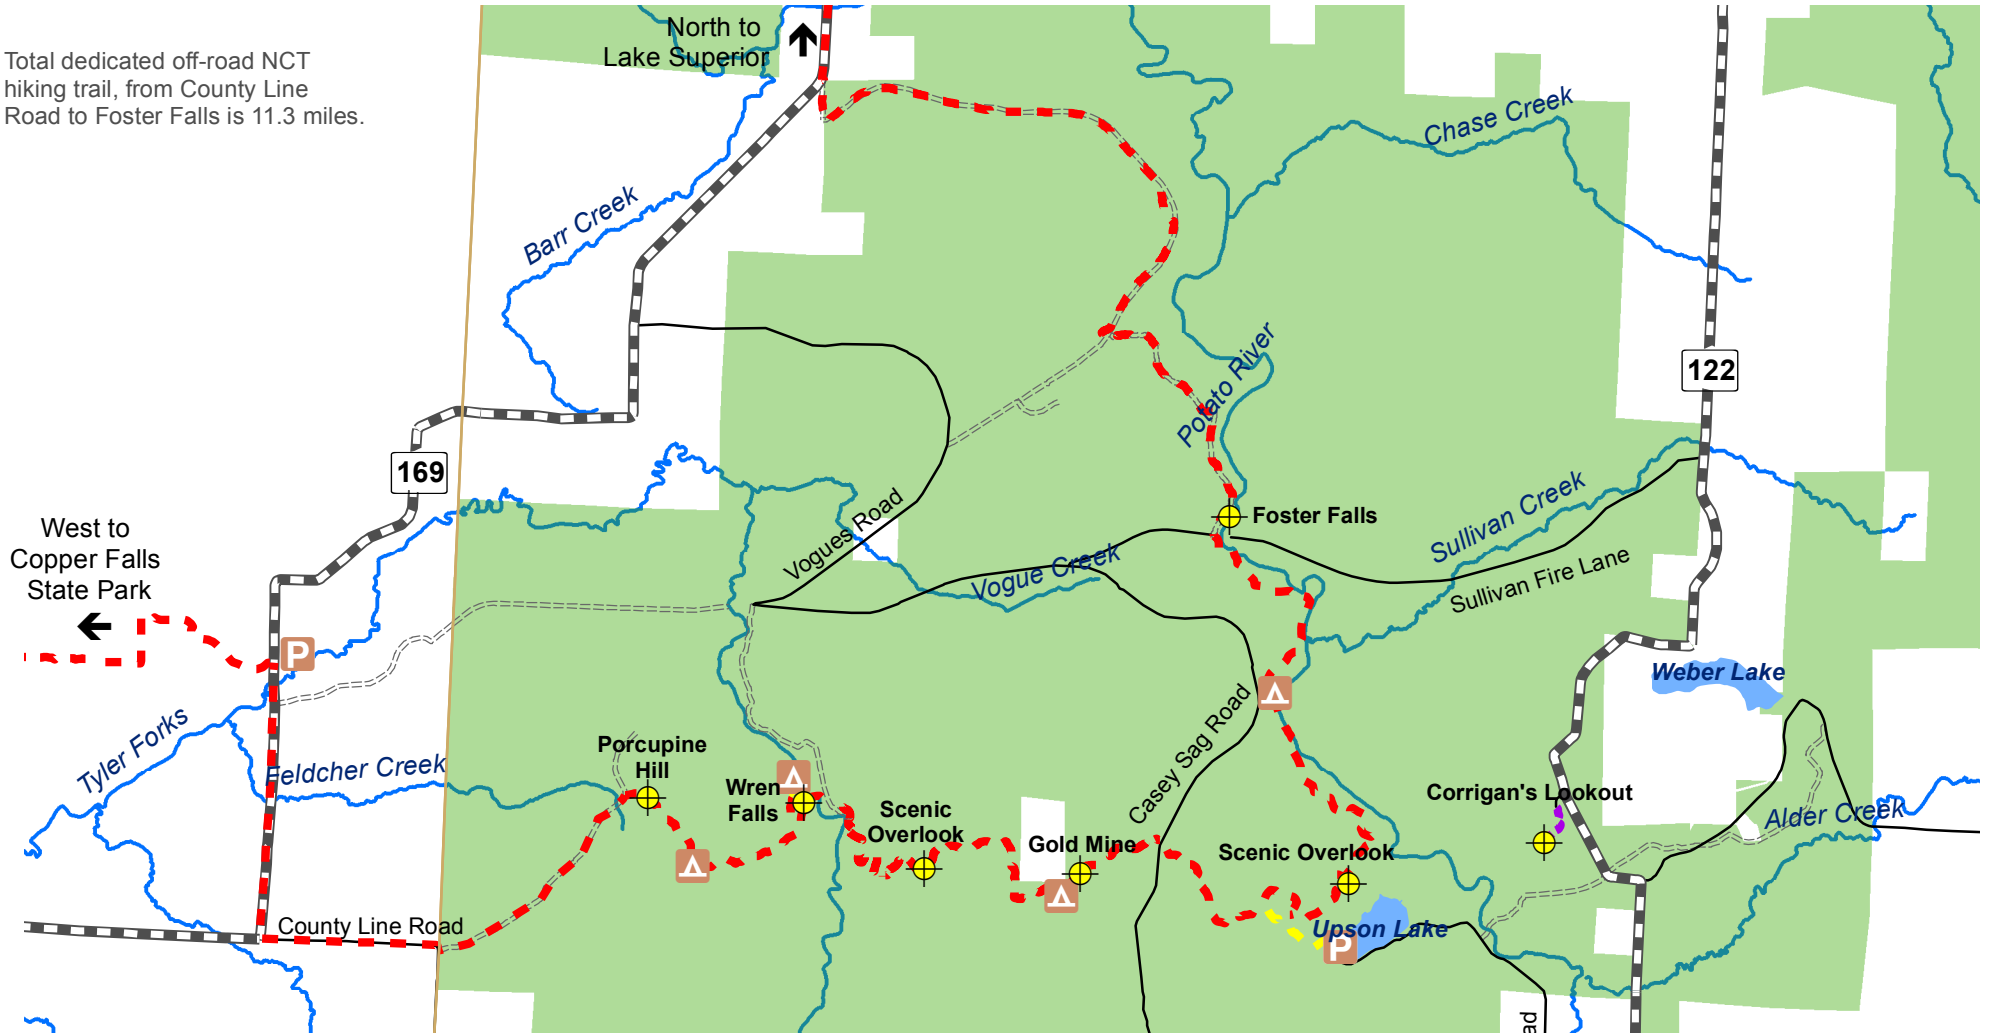 North to
Lake Superior
Total dedicated off-road NCT
hiking trail, from County Line
Road to Foster Falls is 11.3 miles.
Chase Creek
Barr Creek
122
Potato River
169
Foster Falls
Sullivan Creek
West to
Copper Falls
State Park
Vogues Road
Vogue Creek
Sullivan Fire Lane
P
Weber Lake
Tyler Forks
Feldcher Creek
Porcupine
Hill
Wren
Falls
Scenic
Overlook
Casey Sag Road
Gold Mine
Scenic Overlook
Corrigan's Lookout
Alder Creek
County Line Road
Upson Lake
P
ad